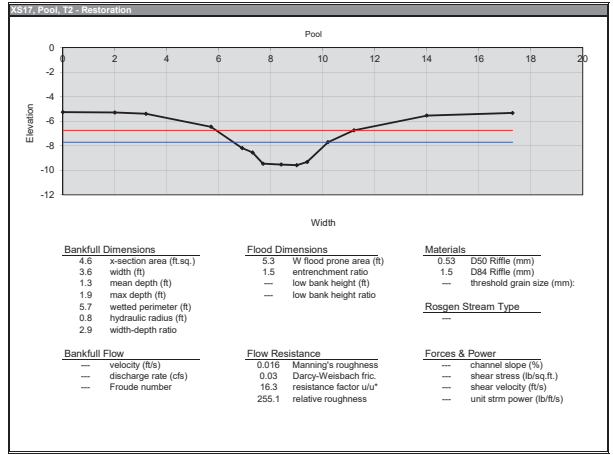 XS17, Pool, T2 - Restoration
Pool
0
0 2 4 6 8 10 12 14 16 18 20
-2
-4
-6
-8
-10
-12
Elevation
Width
Bankfull Dimensions
4.6 x-section area (ft.sq.)
3.6 width (ft)
1.3 mean depth (ft)
1.9 max depth (ft)
5.7 wetted perimeter (ft)
0.8 hydraulic radius (ft)
2.9 width-depth ratio
Flood Dimensions
5.3 W flood prone area (ft)
1.5 entrenchment ratio
--- low bank height (ft)
--- low bank height ratio
Materials
0.53 D50 Riffle (mm)
1.5 D84 Riffle (mm)
--- threshold grain size (mm):
Rosgen Stream Type
---
Bankfull Flow
--- velocity (ft/s)
--- discharge rate (cfs)
--- Froude number
Flow Resistance
0.016 Manning's roughness
0.03 Darcy-Weisbach fric.
16.3 resistance factor u/u*
255.1 relative roughness
Forces & Power
--- channel slope (%)
--- shear stress (lb/sq.ft.)
--- shear velocity (ft/s)
--- unit strm power (lb/ft/s)